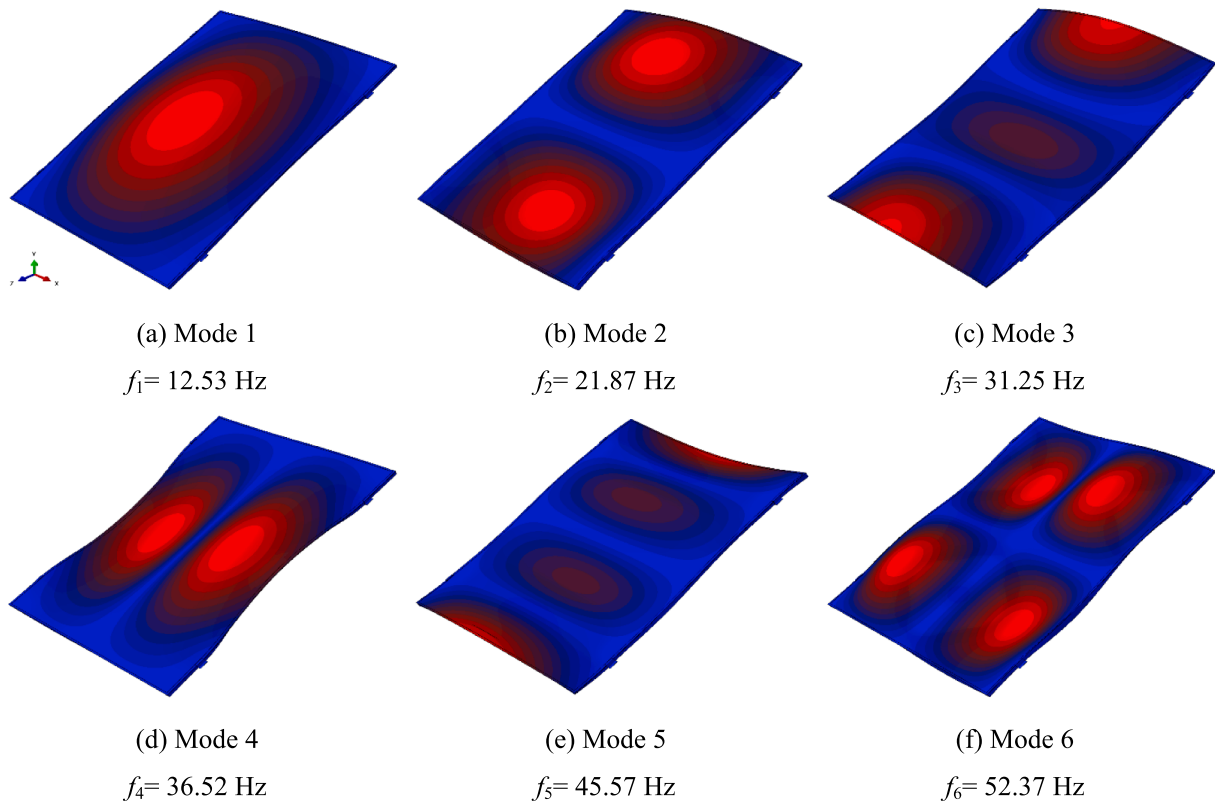 Y
Z
X
(a) Mode 1
(b) Mode 2
(c) Mode 3
f1= 12.53 Hz
f2= 21.87 Hz
f3= 31.25 Hz
(d) Mode 4
(e) Mode 5
(f) Mode 6
f4= 36.52 Hz
f5= 45.57 Hz
f6= 52.37 Hz